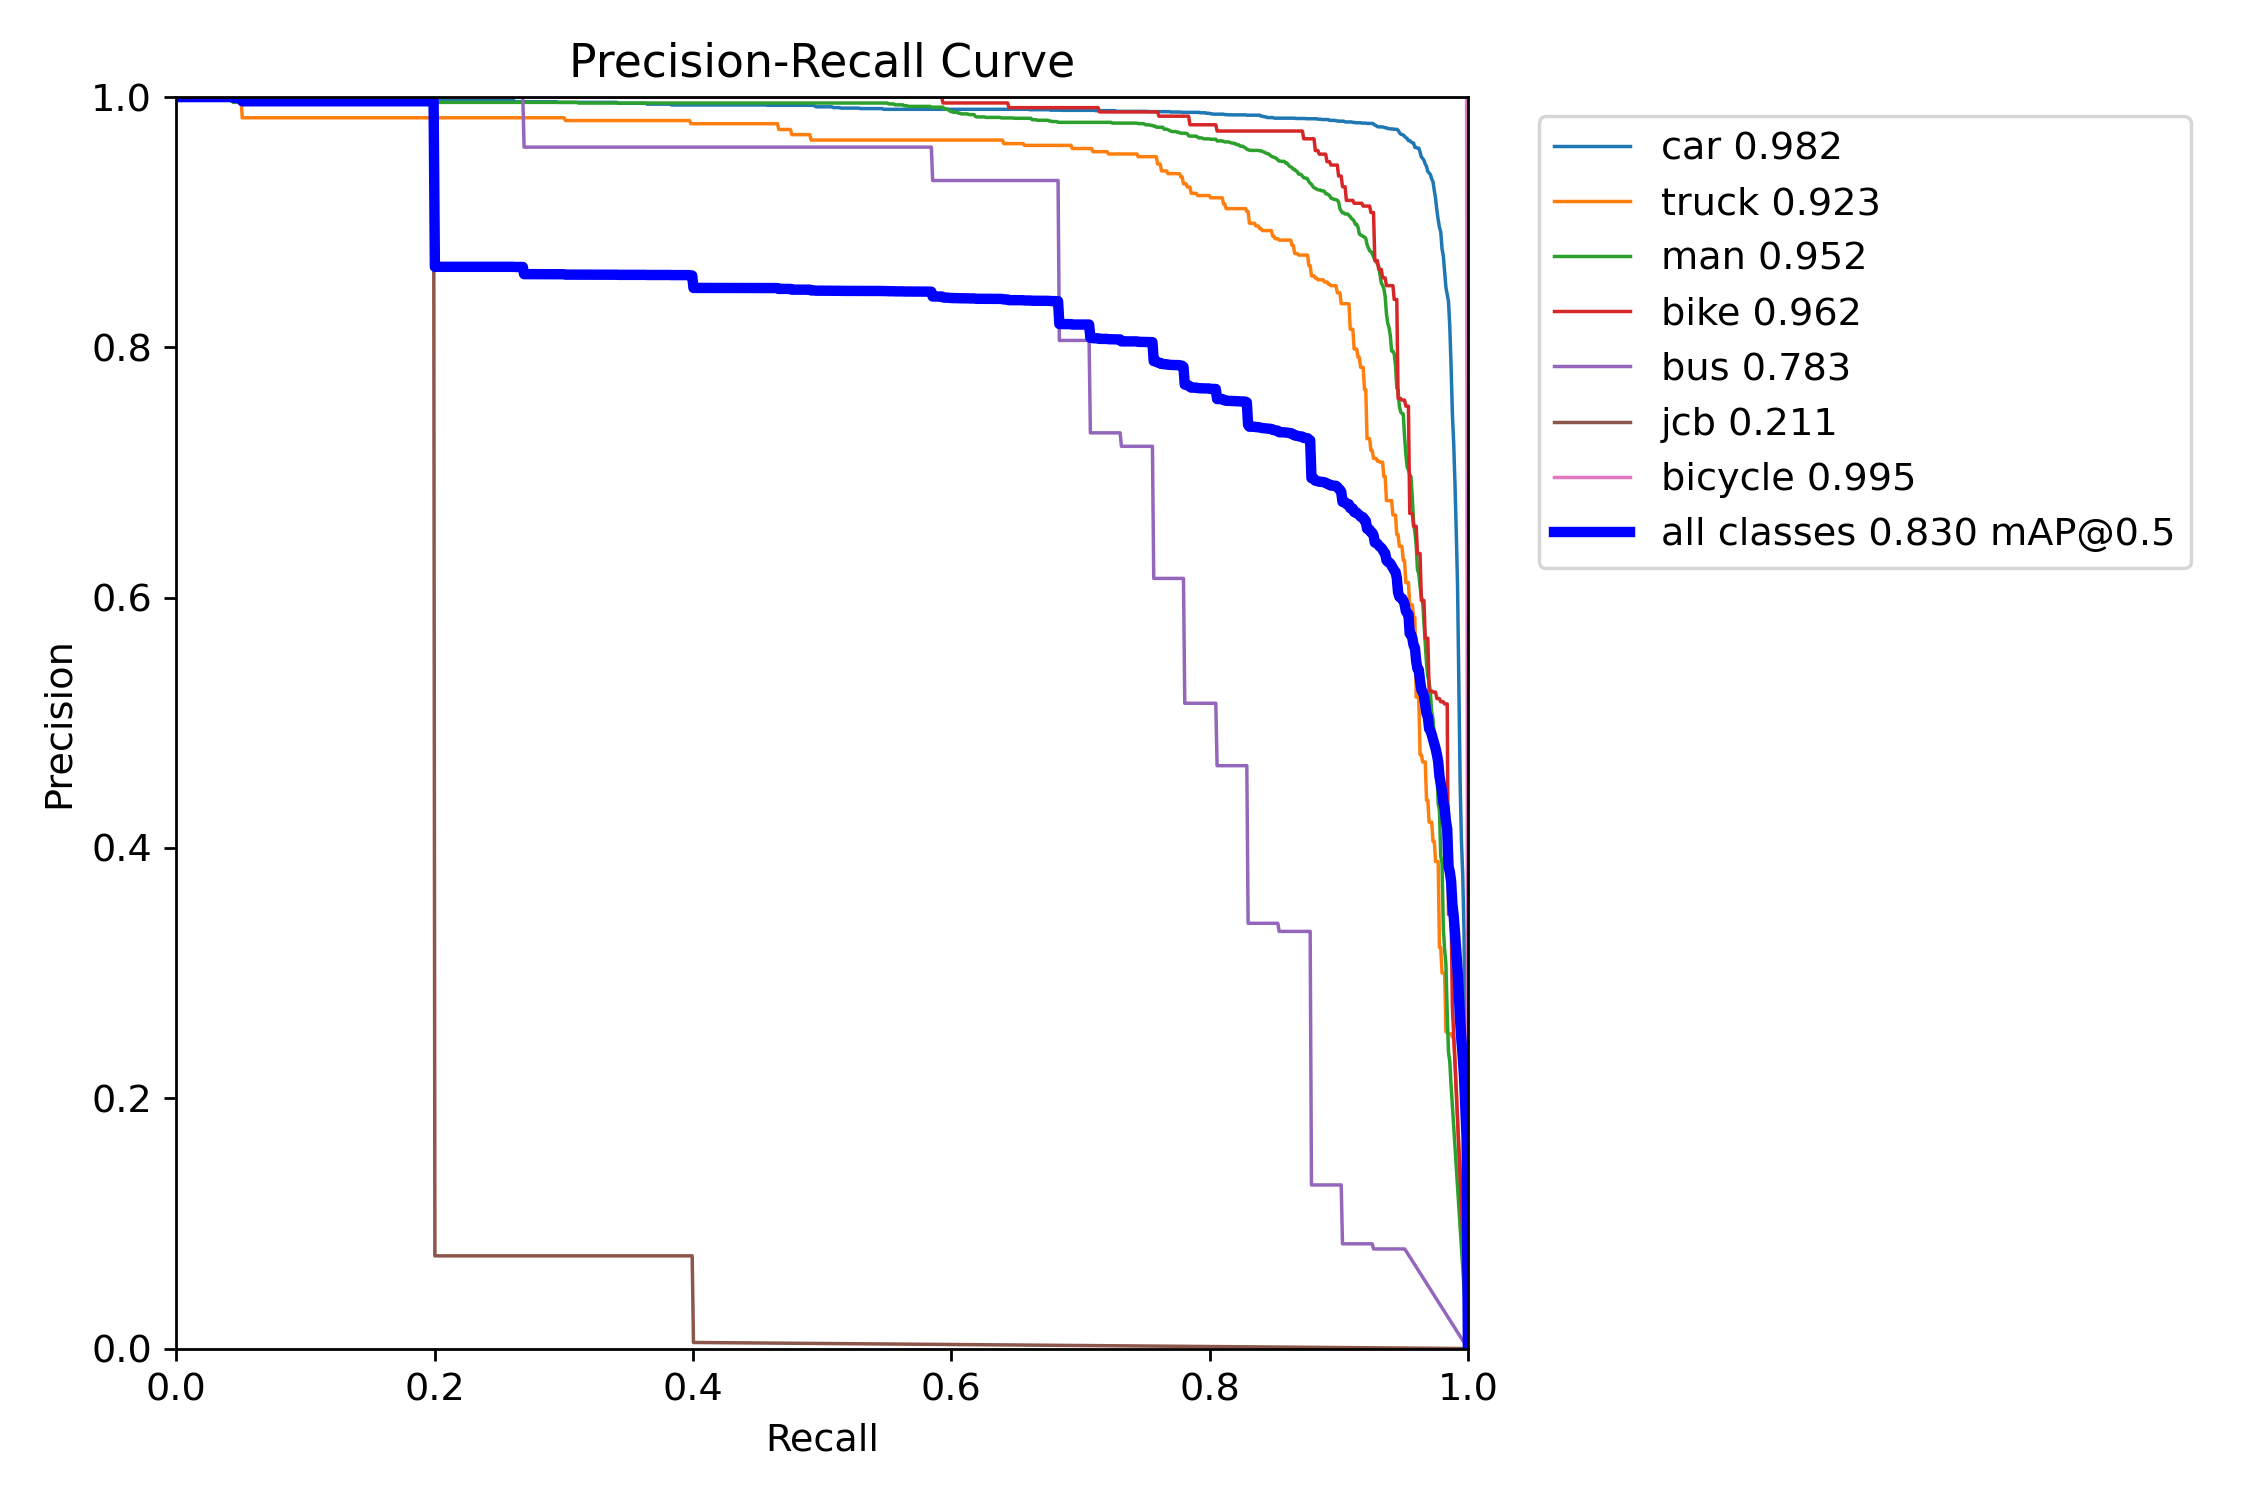 Precision-Recall Curve
1.0
0.8
0.6
0.4
0.2
0.0
Precision
0.0 0.2 0.4 0.6 0.8 1.0
Recall
car 0.982
truck 0.923
man 0.952
bike 0.962
bus 0.783
jcb 0.211
bicycle 0.995
all classes 0.830 mAP@0.5